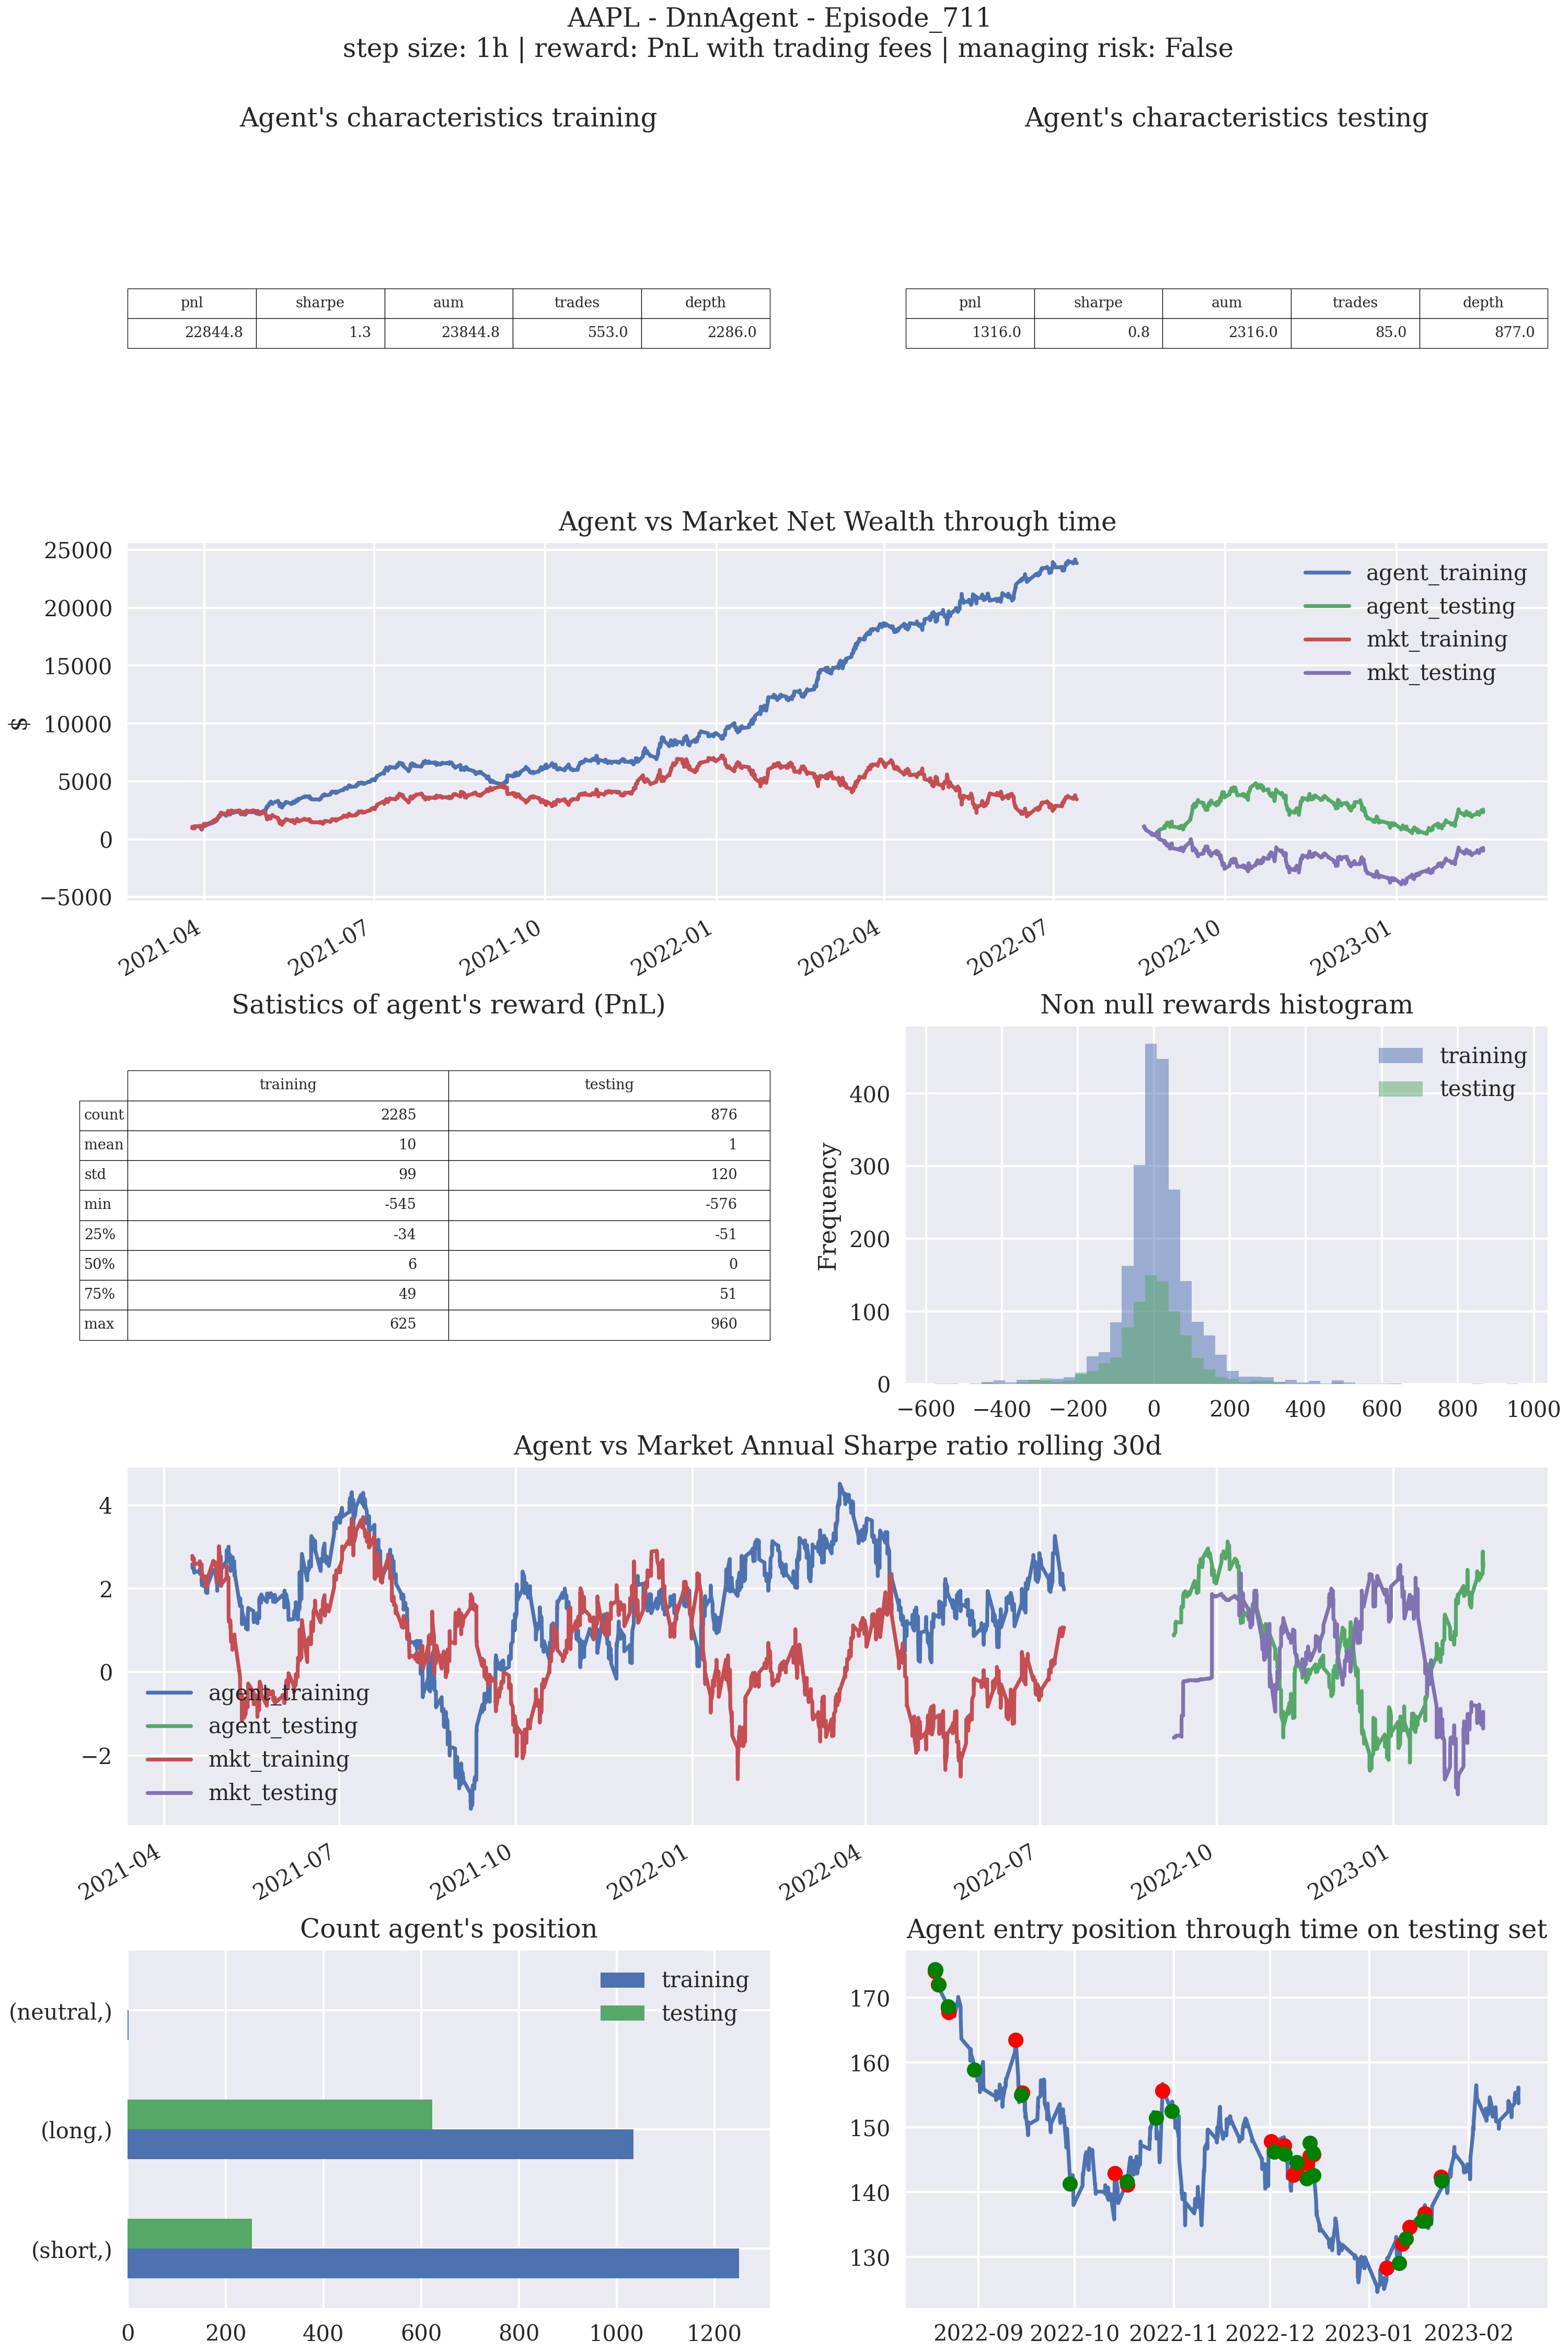 AAPL - DnnAgent - Episode_711
step size: 1h | reward: PnL with trading fees | managing risk: False
Agent's characteristics training
pnl sharpe aum trades depth
22844.8 1.3 23844.8 553.0 2286.0
Agent's characteristics testing
pnl sharpe aum trades depth
1316.0 0.8 2316.0 85.0 877.0
Agent vs Market Net Wealth through time
$
25000
20000
15000
10000
5000
0
−5000
agent_training
agent_testing
mkt_training
mkt_testing
2021-04 2021-07 2021-10 2022-01 2022-04 2022-07 2022-10 2023-01
Satistics of agent's reward (PnL)
training testing
count 2285 876
mean 10 1
std 99 120
min -545 -576
25% -34 -51
50% 6 0
75% 49 51
max 625 960
Non null rewards histogram
training
testing
Frequency
400
300
200
100
0
−600 −400 −200 0 200 400 600 800 1000
Agent vs Market Annual Sharpe ratio rolling 30d
4
2
0
−2
agent_training
agent_testing
mkt_training
mkt_testing
2021-04 2021-07 2021-10 2022-01 2022-04 2022-07 2022-10 2023-01
Count agent's position
training
testing
(neutral,)
(long,)
(short,)
0 200 400 600 800 1000 1200
Agent entry position through time on testing set
170
160
150
140
130
2022-09 2022-10 2022-11 2022-12 2023-01 2023-02